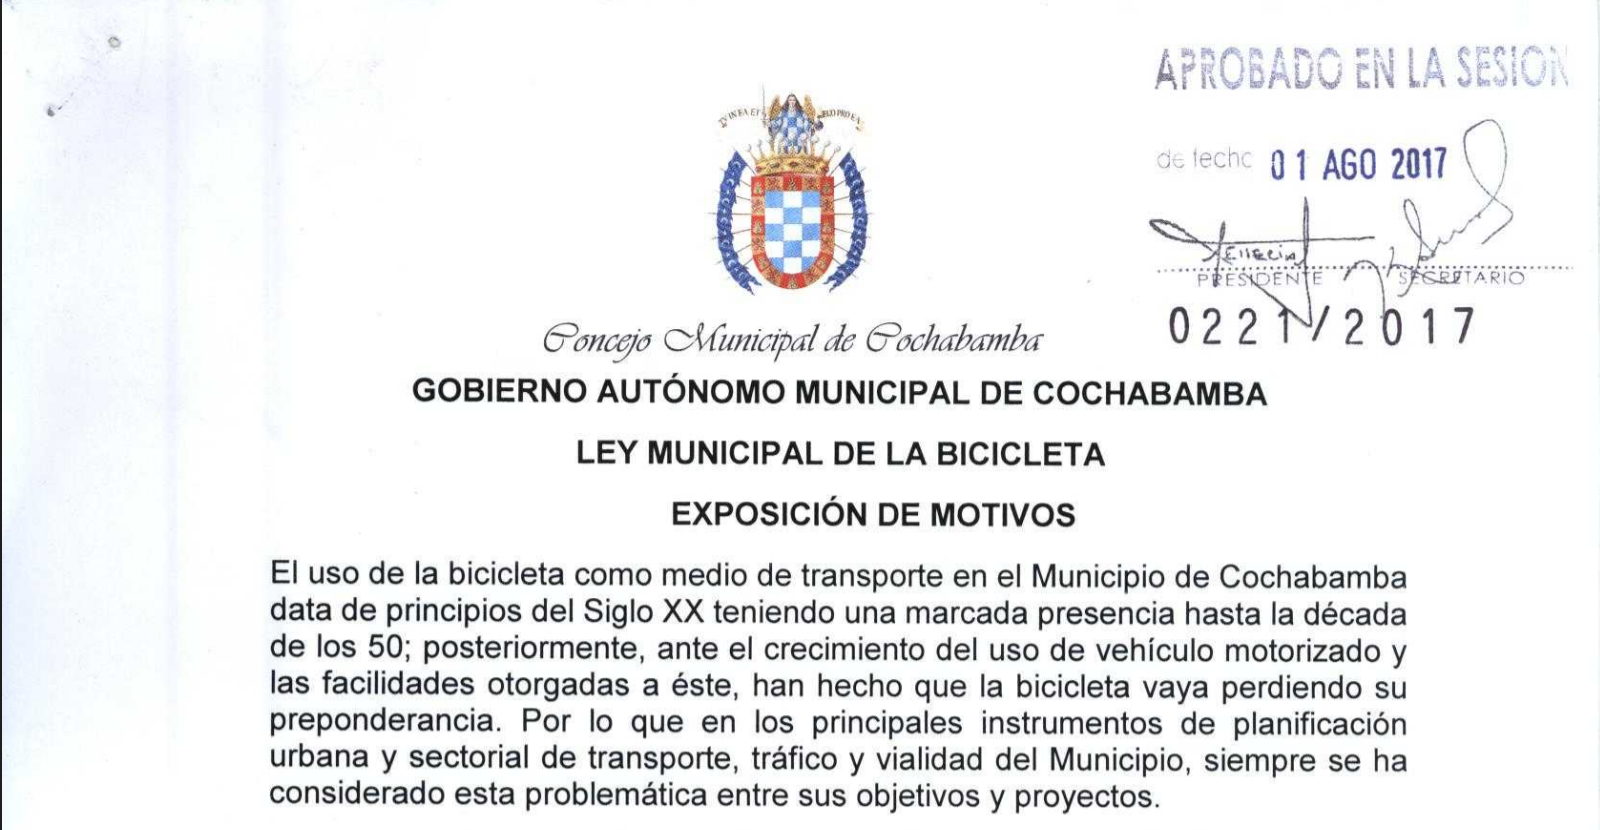 APROBADO EN LA SESION
de fecha 01 AGO 2017
PRESIDENTE SECRETARIO
0221/2017
Concejo Municipal de Cochabamba
GOBIERNO AUTÓNOMO MUNICIPAL DE COCHABAMBA
LEY MUNICIPAL DE LA BICICLETA
EXPOSICIÓN DE MOTIVOS
El uso de la bicicleta como medio de transporte en el Municipio de Cochabamba
data de principios del Siglo XX teniendo una marcada presencia hasta la década
de los 50; posteriormente, ante el crecimiento del uso de vehículo motorizado y
las facilidades otorgadas a éste, han hecho que la bicicleta vaya perdiendo su
preponderancia. Por lo que en los principales instrumentos de planificación
urbana y sectorial de transporte, tráfico y vialidad del Municipio, siempre se ha
considerado esta problemática entre sus objetivos y proyectos.